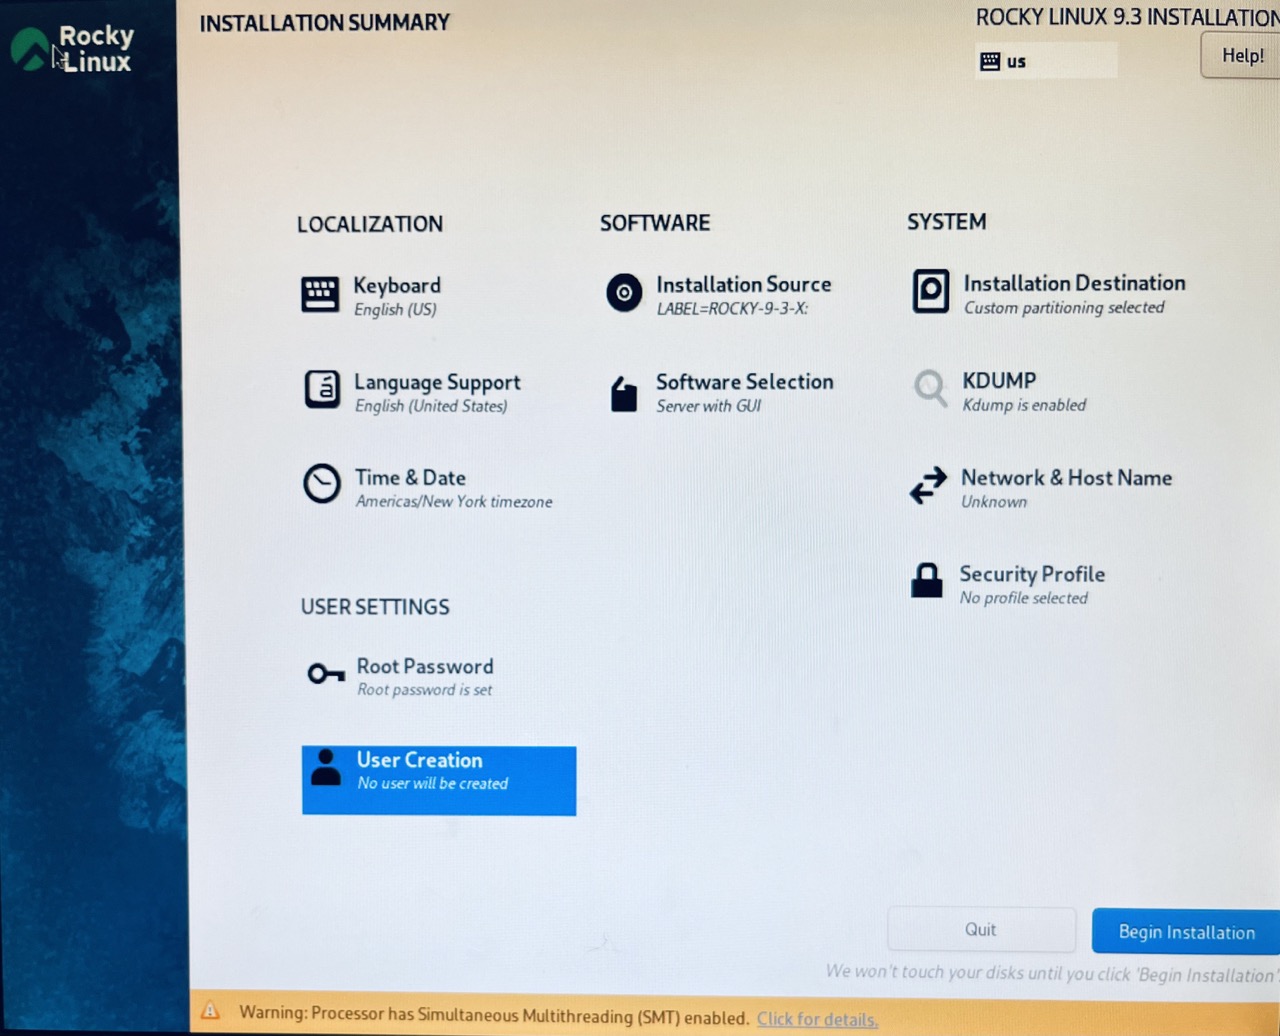 Rocky
Linux
INSTALLATION SUMMARY
ROCKY LINUX 9.3 INSTALLATION
us
Help!
LOCALIZATION
Keyboard
English (US)
Language Support
English (United States)
Time & Date
Americas/New York timezone
SOFTWARE
Installation Source
LABEL=ROCKY-9-3-X:
Software Selection
Server with GUI
SYSTEM
Installation Destination
Custom partitioning selected
KDUMP
Kdump is enabled
Network & Host Name
Unknown
Security Profile
No profile selected
USER SETTINGS
Root Password
Root password is set
User Creation
No user will be created
Quit
Begin Installation
We won't touch your disks until you click 'Begin Installation'.
Warning: Processor has Simultaneous Multithreading (SMT) enabled. Click for details.